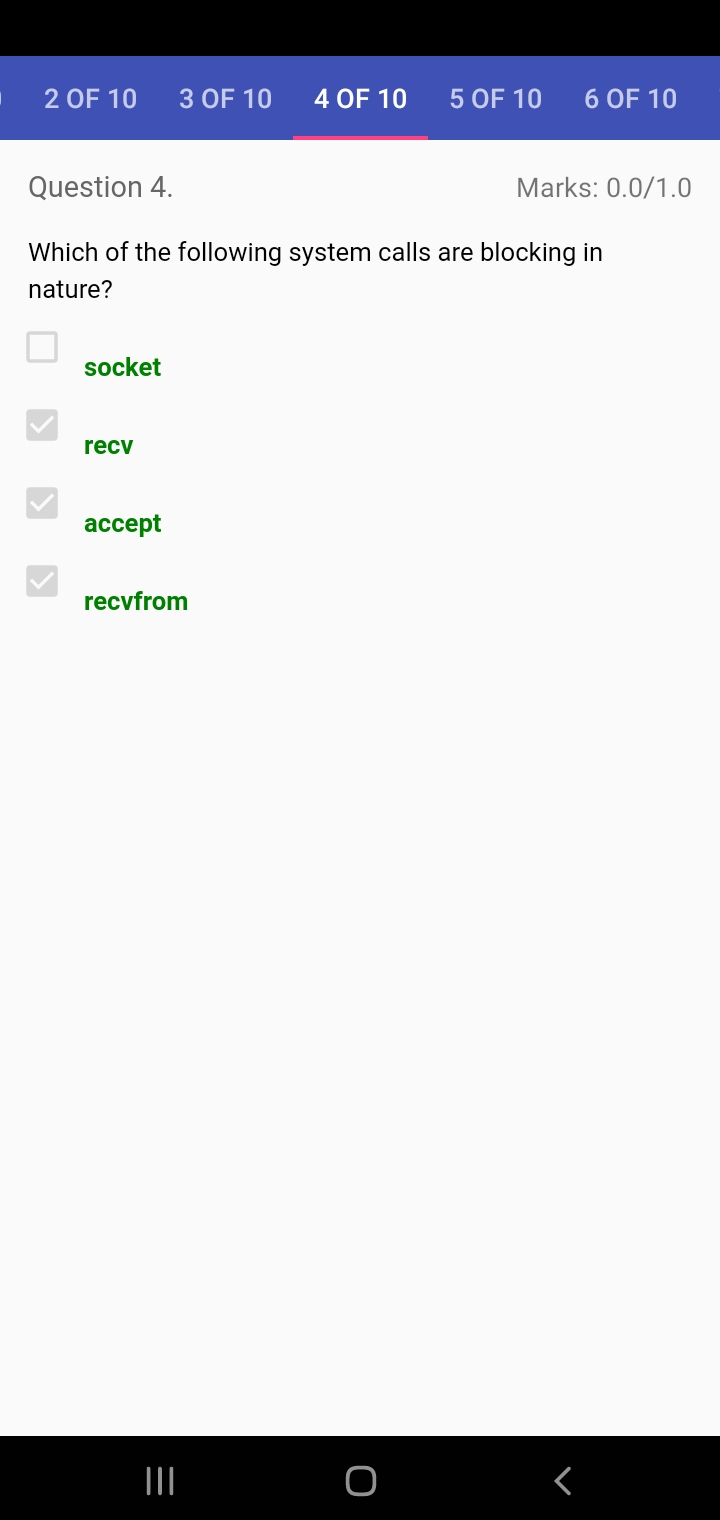 2 OF 10 3 OF 10 4 OF 10 5 OF 10 6 OF 10
Question 4. Marks: 0.0/1.0
Which of the following system calls are blocking in
nature?
socket
recv
accept
recvfrom